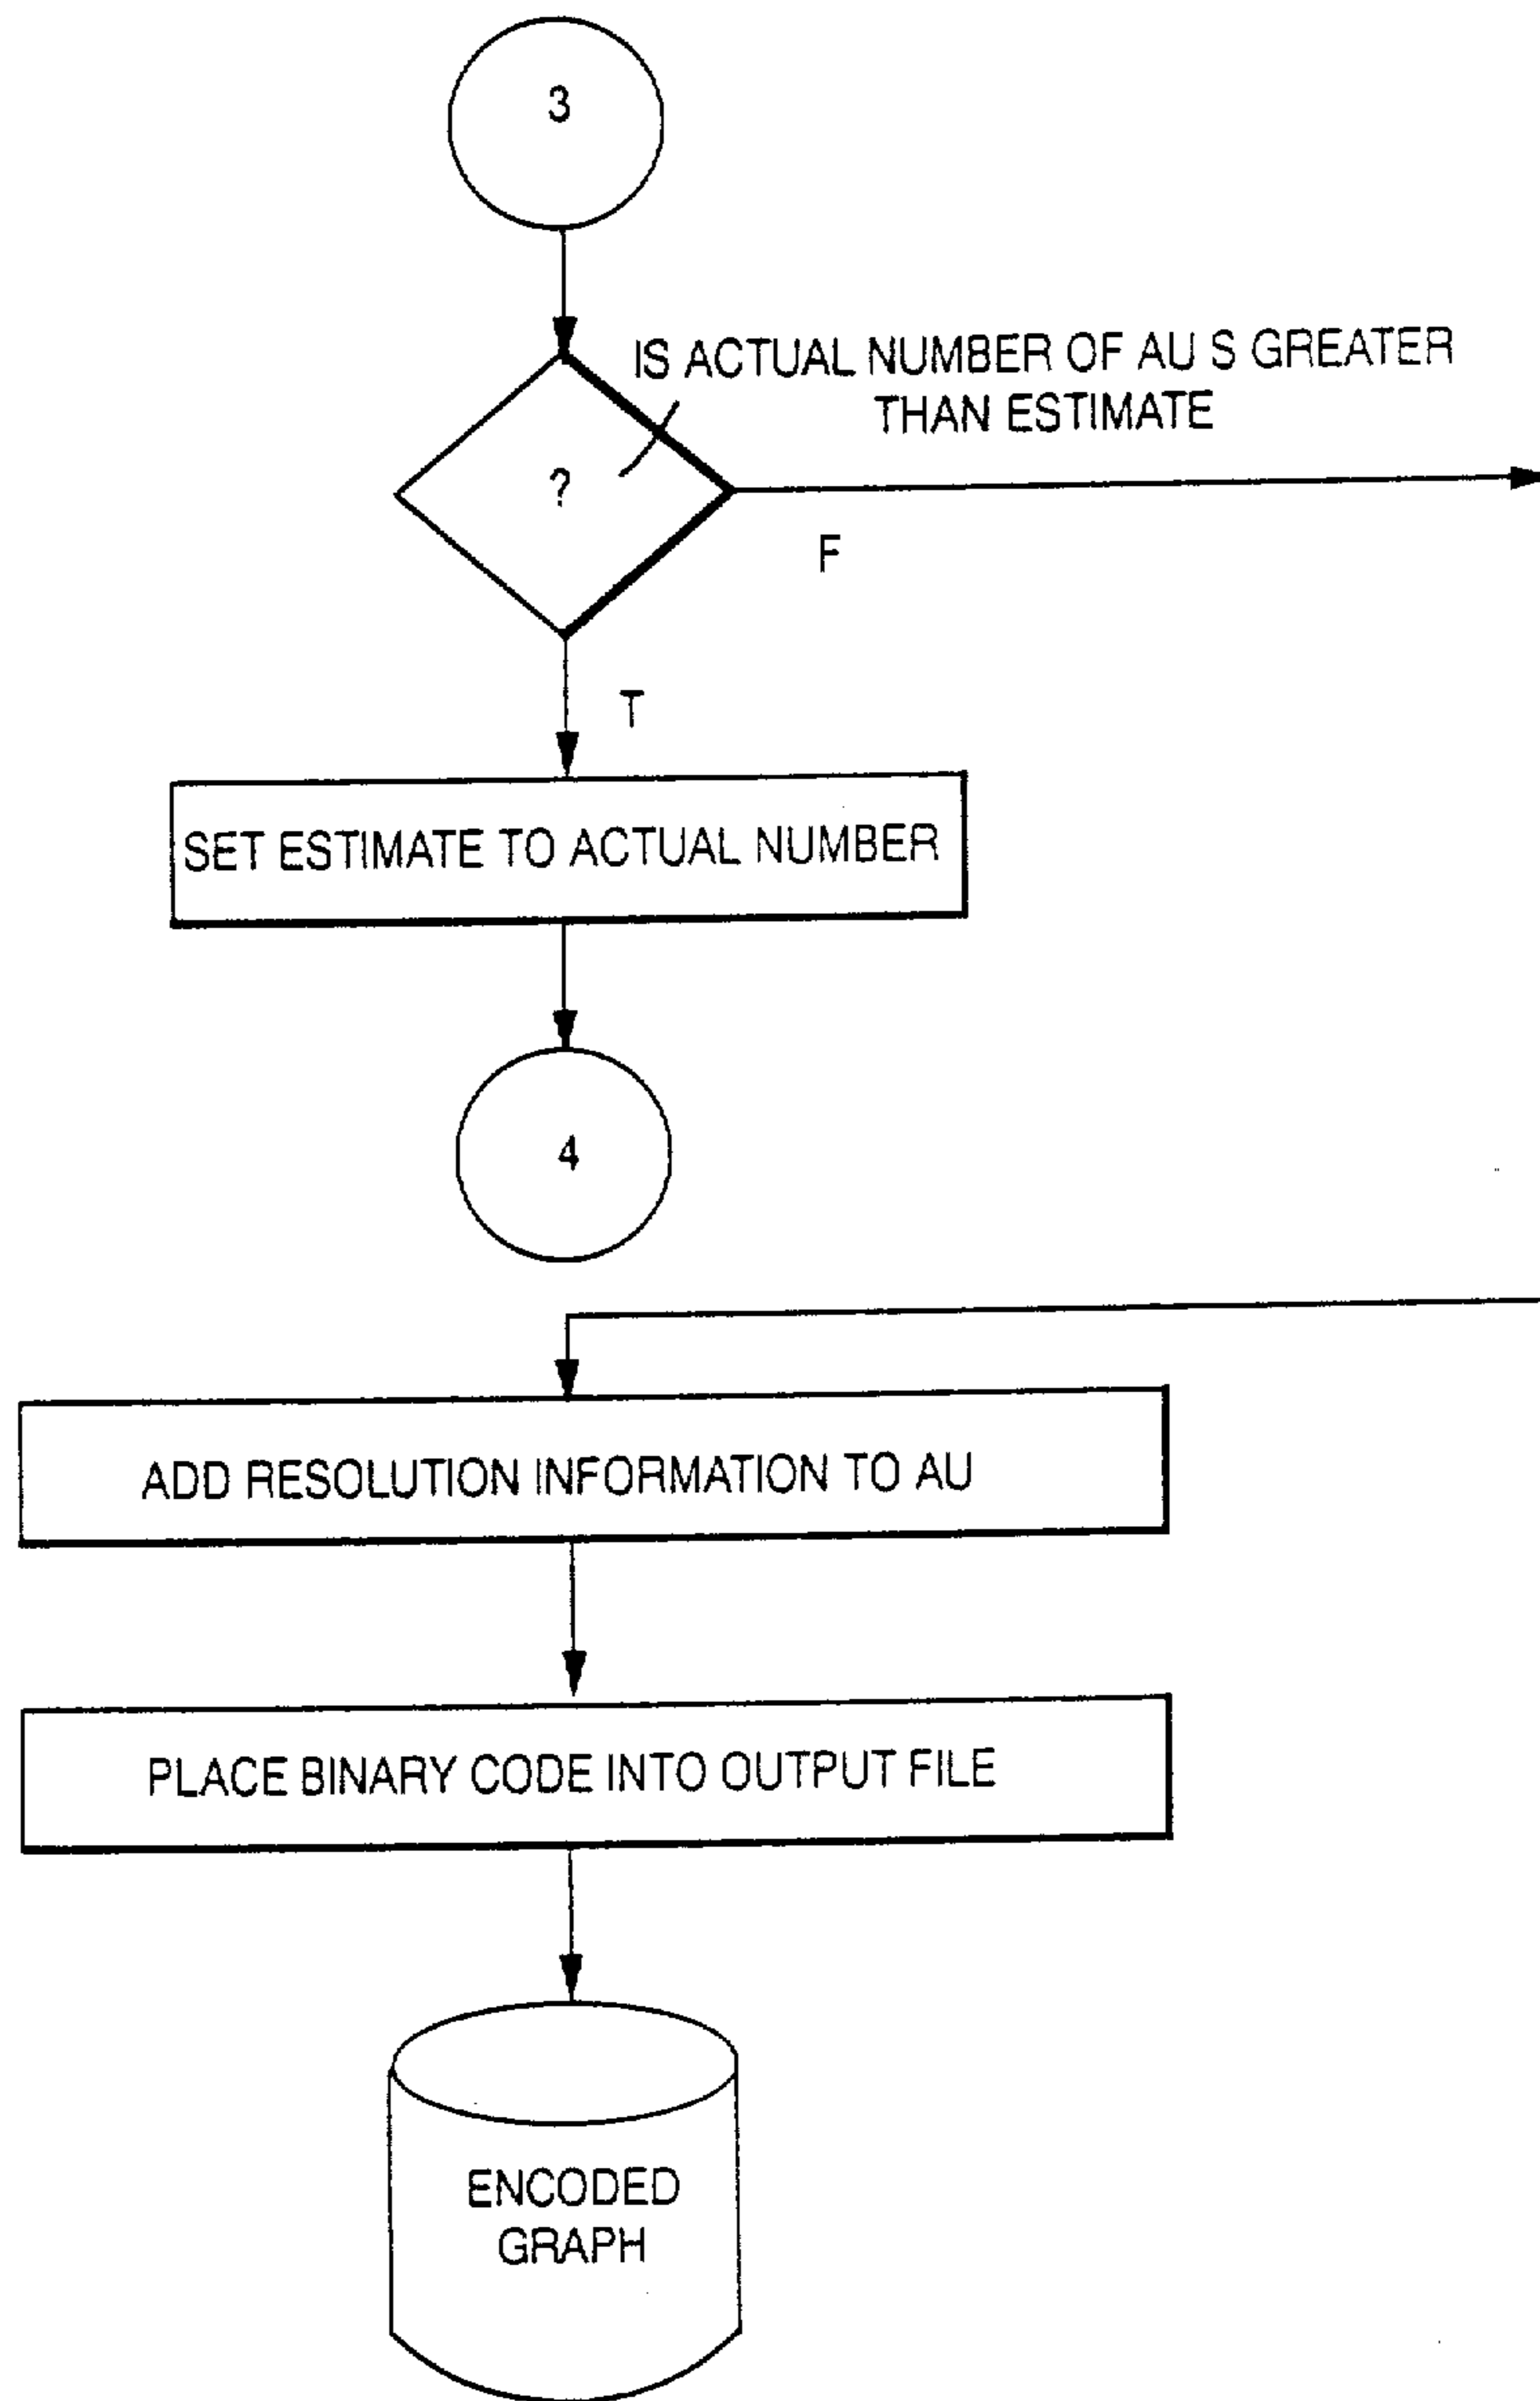 3
IS ACTUAL NUMBER OF AU S GREATER
THAN ESTIMATE
?
F
T
SET ESTIMATE TO ACTUAL NUMBER
4
ADD RESOLUTION INFORMATION TO AU
PLACE BINARY CODE INTO OUTPUT FILE
ENCODED
GRAPH